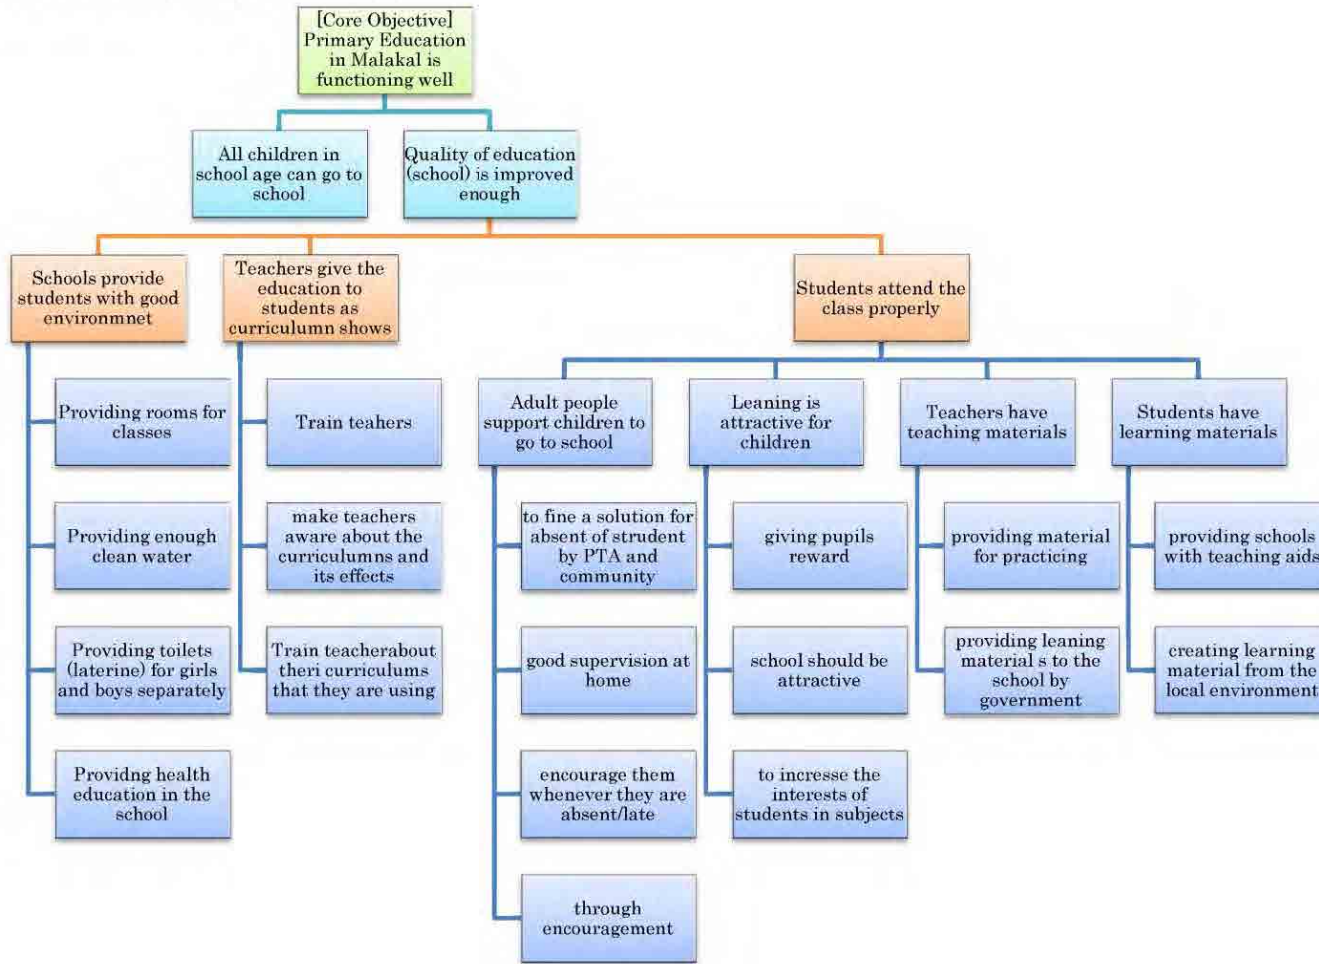 [Core Objective]
Primary Education
in Malakal is
functioning well
All children in
school age can go to
school
Quality of education
(school) is improved
enough
Schools provide
students with good
environmnet
Teachers give the
education to
students as
curriculumn shows
Students attend the
class properly
Providing rooms for
classes
Providing enough
clean water
Providing toilets
(laterine) for girls
and boys separately
Providng health
education in the
school
Train teahers
make teachers
aware about the
curriculumns and
its effects
Train teacherabout
theri curriculums
that they are using
Adult people
support children to
go to school
to fine a solution for
absent of strudent
by PTA and
community
good supervision at
home
encourage them
whenever they are
absent/late
through
encouragement
Leaning is
attractive for
children
giving pupils
reward
school should be
attractive
to incresse the
interests of
students in subjects
Teachers have
teaching materials
providing material
for practicing
providing leaning
material s to the
school by
government
Students have
learning materials
providing schools
with teaching aids
creating learning
material from the
local environment